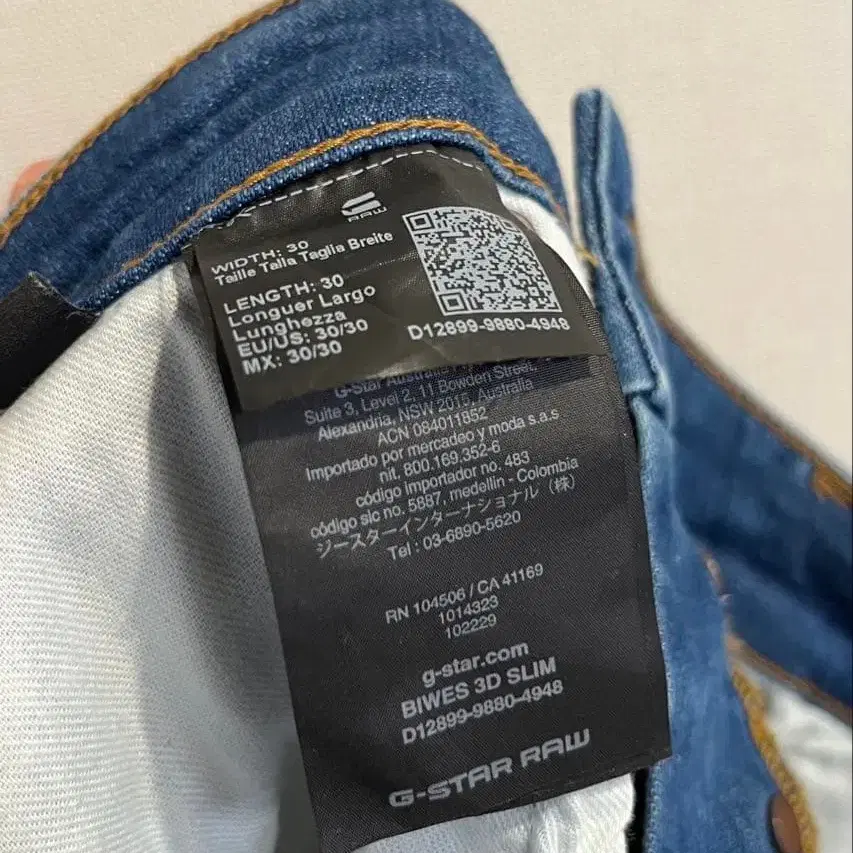 RAW
WIDTH: 30
Taille Talla Taglia Breite
LENGTH: 30
Longuer Largo
Lunghezza
EU/US: 30/30
MX: 30/30
D12899-9880-4948
G-Star Australia
Suite 3, Level 2, 11 Bowden Street,
Alexandria, NSW 2015, Australia
ACN 084011852
Importado por mercadeo y moda s.a.s
nit. 800.169.352-6
código importador no. 483
código sic no. 5887, medellin - Colombia
ジースターインターナショナル（株）
Tel : 03-6890-5620
RN 104506 / CA 41169
1014323
102229
g-star.com
BIWES 3D SLIM
D12899-9880-4948
G-STAR RAW